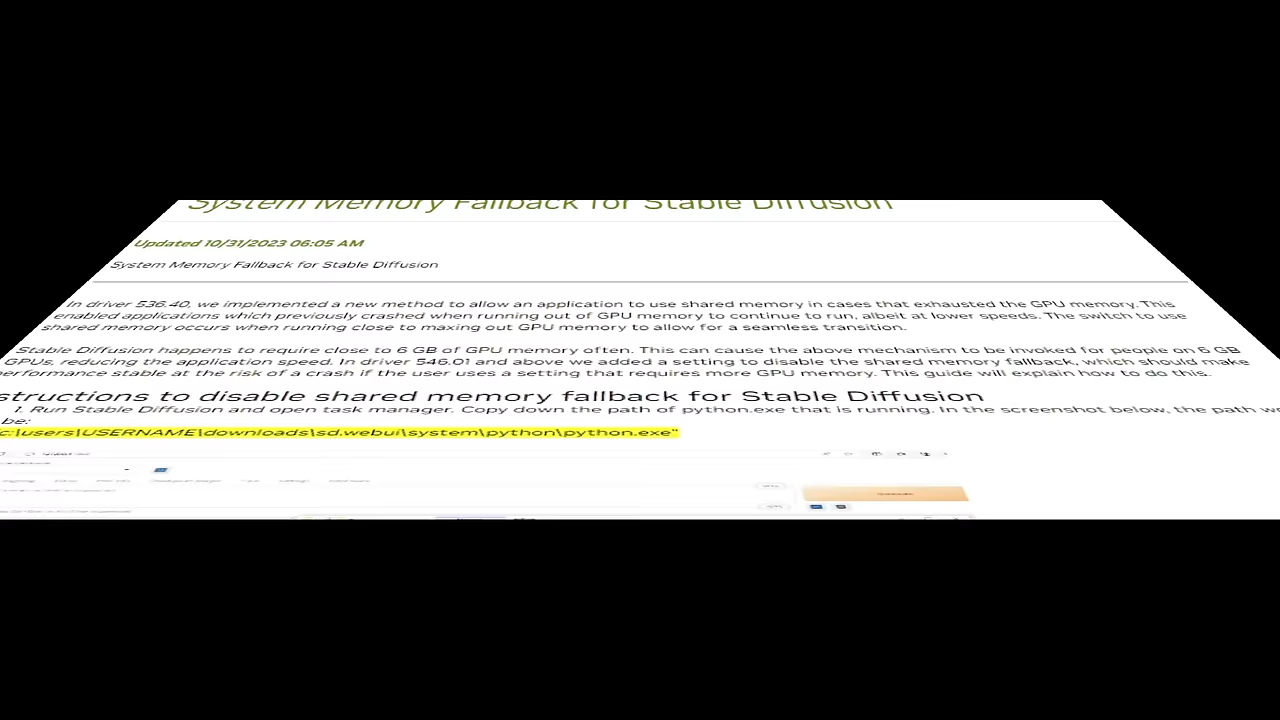 System Memory Fallback for Stable Diffusion
Updated 10/31/2023 06:05 AM
System Memory Fallback for Stable Diffusion
In driver 536.40, we implemented a new method to allow an application to use shared memory in cases that exhausted the GPU memory. This
enabled applications which previously crashed when running out of GPU memory to continue to run, albeit at lower speeds. The switch to use
shared memory occurs when running close to maxing out GPU memory to allow for a seamless transition.
Stable Diffusion happens to require close to 6 GB of GPU memory often. This can cause the above mechanism to be invoked for people on 6 GB
GPUs, reducing the application speed. In driver 546.01 and above we added a setting to disable the shared memory fallback, which should make
performance stable at the risk of a crash if the user uses a setting that requires more GPU memory. This guide will explain how to do this.
structions to disable shared memory fallback for Stable Diffusion
1. Run Stable Diffusion and open task manager. Copy down the path of python.exe that is running. In the screenshot below, the path
be:
c:\users\USERNAME\downloads\sd.webui\system\python\python.exe"